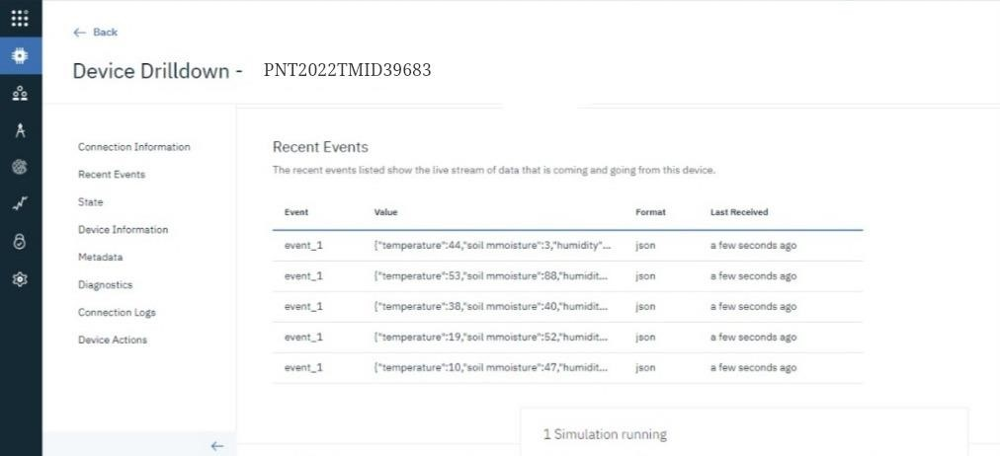 Back
Device Drilldown - PNT2022TMID39683
Connection Information
Recent Events
State
Device Information
Metadata
Diagnostics
Connection Logs
Device Actions
Recent Events
The recent events listed show the live stream of data that is coming and going from this device.
Event Value Format Last Received
event_1 {"temperature":44,"soil mmoisture":3,"humidity"... json a few seconds ago
event_1 {"temperature":53,"soil mmoisture":88,"humidit... json a few seconds ago
event_1 {"temperature":38,"soil mmoisture":40,"humidit... json a few seconds ago
event_1 {"temperature":19,"soil mmoisture":52,"humidit... json a few seconds ago
event_1 {"temperature":10,"soil mmoisture":47,"humidit... json a few seconds ago
1 Simulation running